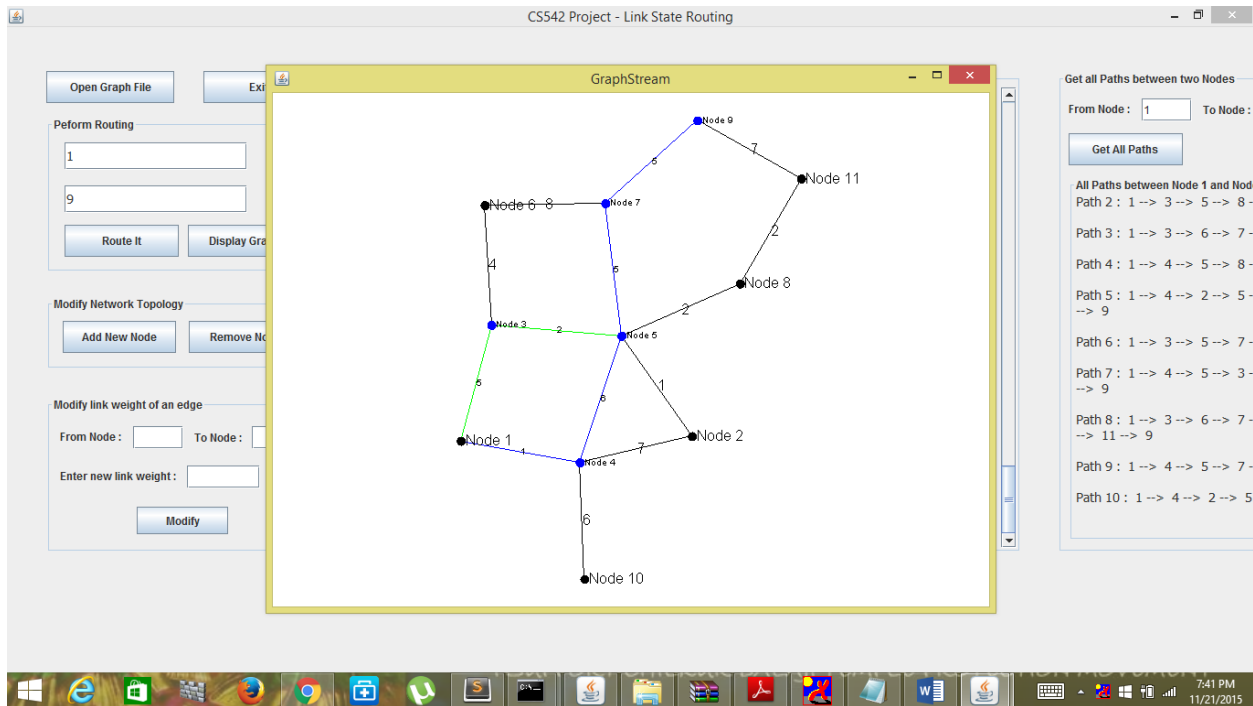 CS542 Project - Link State Routing
Open Graph File
Exi
Peform Routing
1
9
Route It
Display Gra
Modify Network Topology
Add New Node
Remove No
Modify link weight of an edge
From Node :
To Node :
Enter new link weight :
Modify
GraphStream
Node 9
5
7
Node 11
Node 6
8
Node 7
4
5
2
Node 8
2
Node 3
2
Node 5
5
6
1
Node 1
1
Node 4
7
Node 2
6
Node 10
Get all Paths between two Nodes
From Node :
1
To Node :
Get All Paths
All Paths between Node 1 and Nod
Path 2 : 1 --> 3 --> 5 --> 8 -
Path 3 : 1 --> 3 --> 6 --> 7 -
Path 4 : 1 --> 4 --> 5 --> 8 -
Path 5 : 1 --> 4 --> 2 --> 5 -
--> 9
Path 6 : 1 --> 3 --> 5 --> 7 -
Path 7 : 1 --> 4 --> 5 --> 3 -
--> 9
Path 8 : 1 --> 3 --> 6 --> 7 -
--> 11 --> 9
Path 9 : 1 --> 4 --> 5 --> 7 -
Path 10 : 1 --> 4 --> 2 --> 5
7:41 PM
11/21/2015